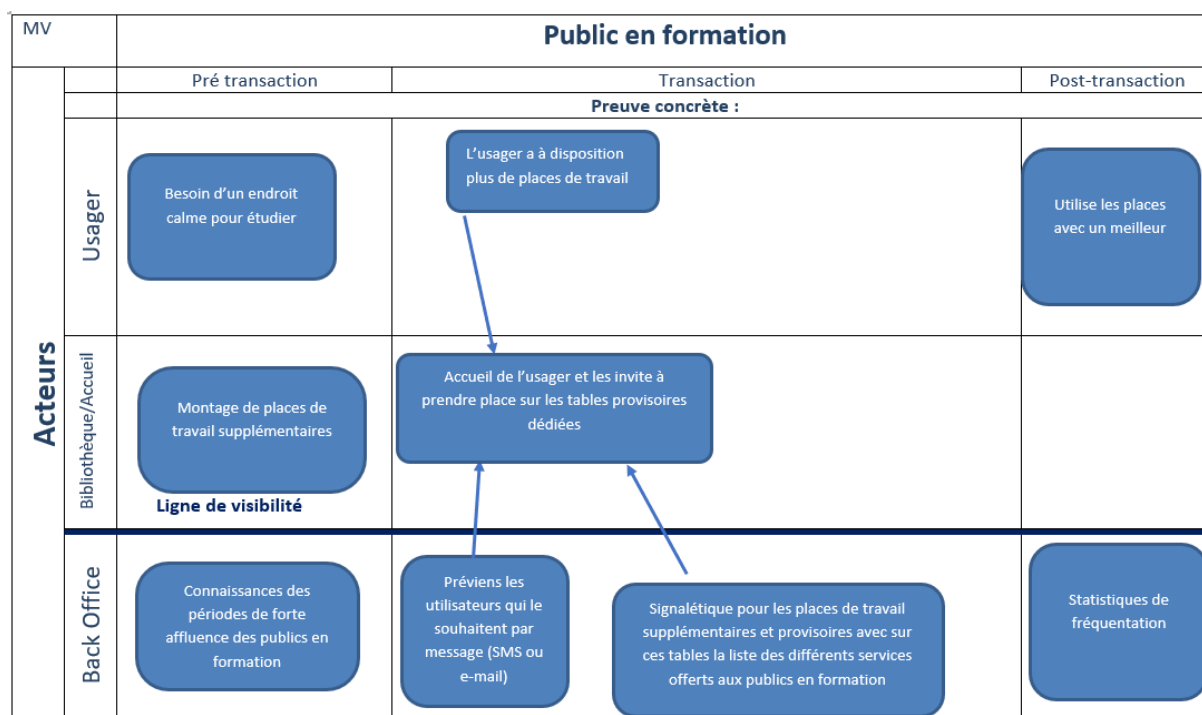 MV
Public en formation
Pré transaction
Transaction
Post-transaction
Preuve concrète :
Acteurs
Usager
Besoin d'un endroit
calme pour étudier
L'usager a à disposition
plus de places de travail
Utilise les places
avec un meilleur
Bibliothèque/Accueil
Montage de places de
travail supplémentaires
Accueil de l'usager et les invite à
prendre place sur les tables provisoires
dédiées
Ligne de visibilité
Back Office
Connaissances des
périodes de forte
affluence des publics en
formation
Préviens les
utilisateurs qui le
souhaitent par
message (SMS ou
e-mail)
Signalétique pour les places de travail
supplémentaires et provisoires avec sur
ces tables la liste des différents services
offerts aux publics en formation
Statistiques de
fréquentation